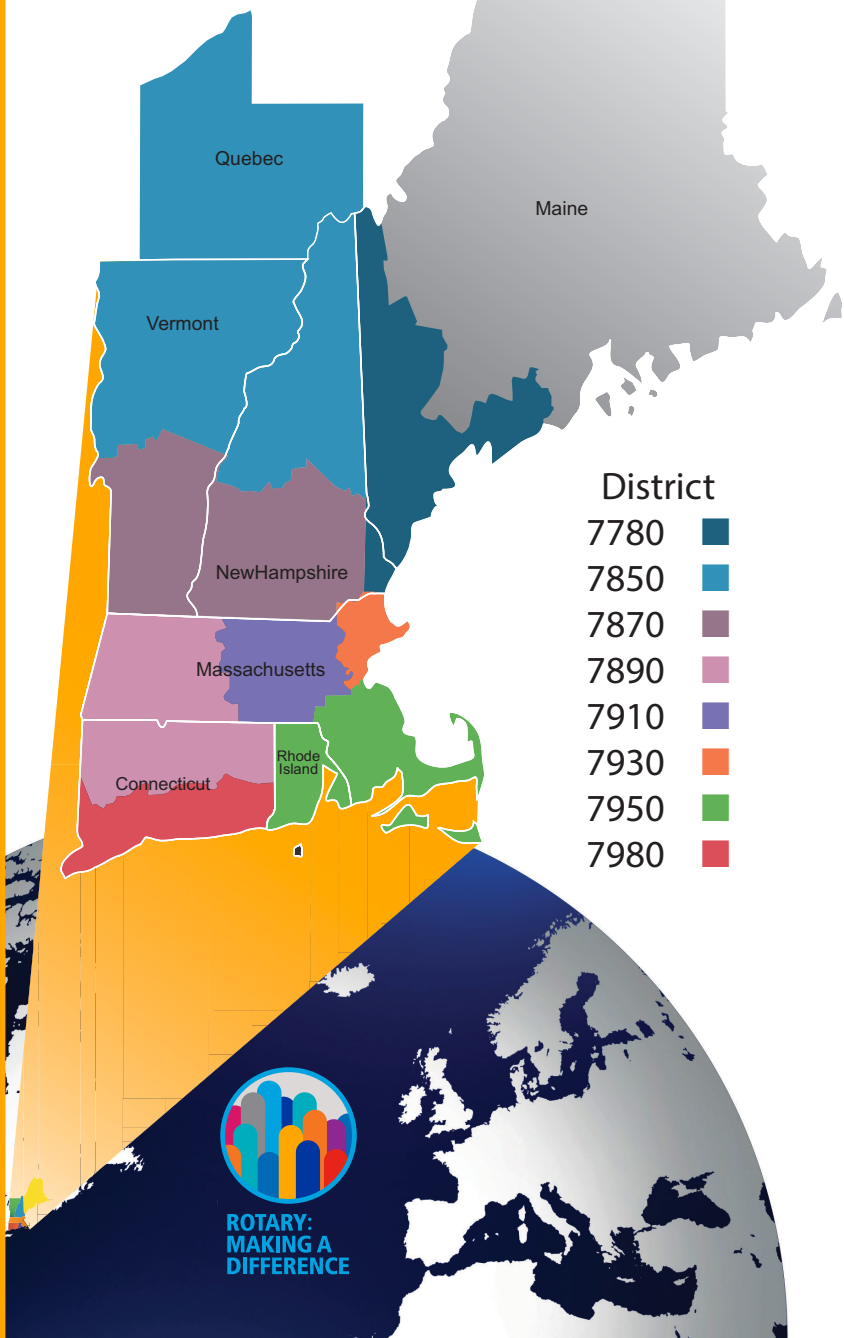 Quebec
Maine
Vermont
NewHampshire
Massachusetts
Rhode
Island
Connecticut
District
7780
7850
7870
7890
7910
7930
7950
7980
ROTARY:
MAKING A
DIFFERENCE